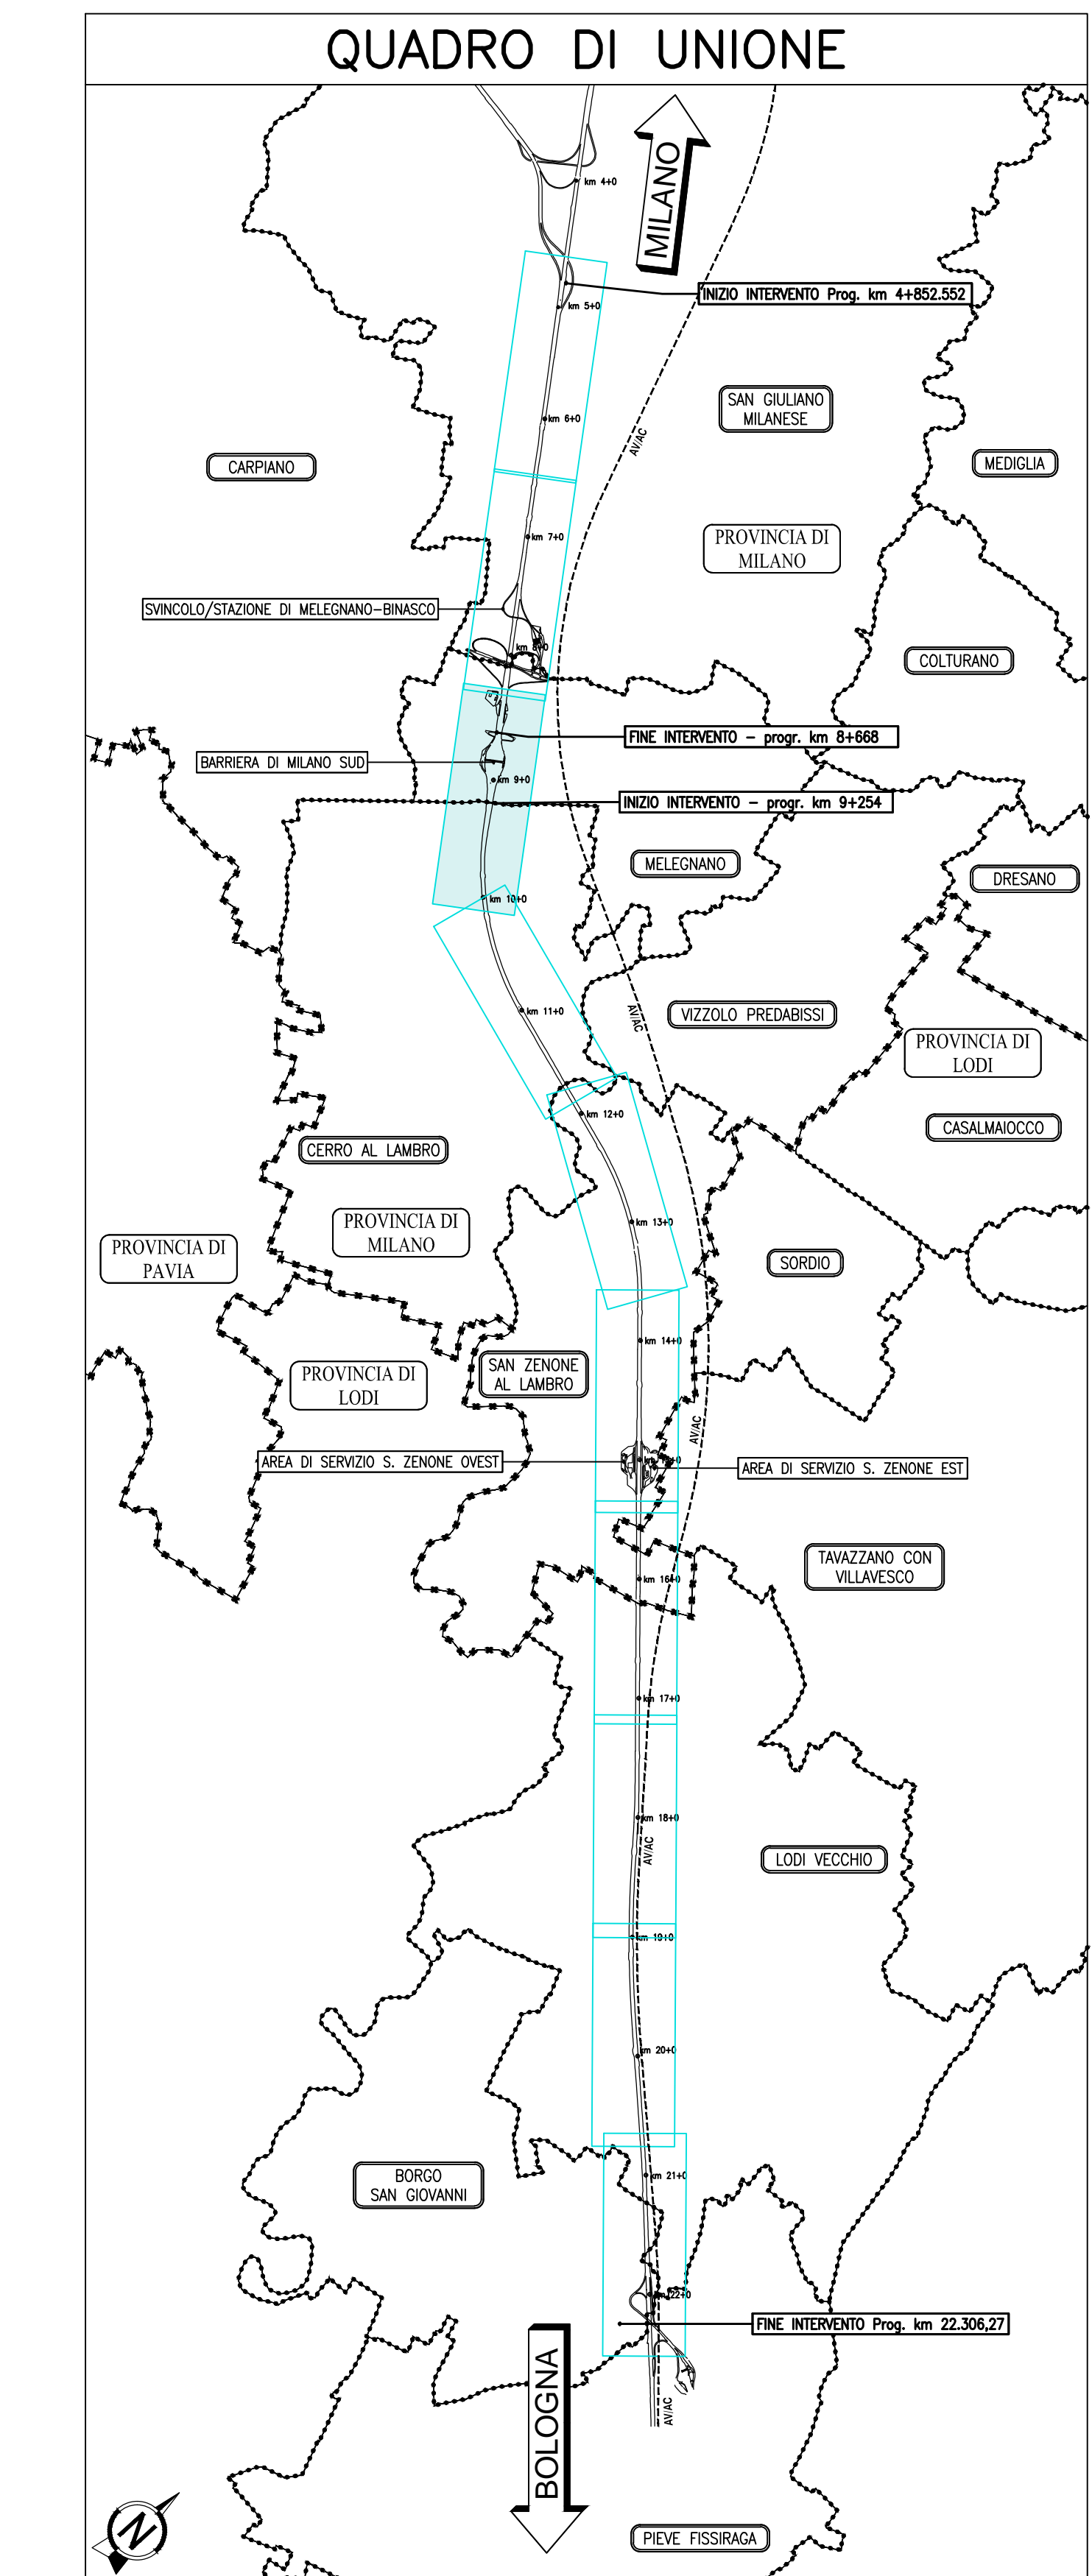 QUADRO DI UNIONE
MILANO
km 4+0
INIZIO INTERVENTO Prog. km 4+852.552
km 5+0
SAN GIULIANO
MILANESE
km 6+0
AV/AC
CARPIANO
MEDIGLIA
km 7+0
PROVINCIA DI
MILANO
SVINCOLO/STAZIONE DI MELEGNANO-BINASCO
km 8+0
COLTURANO
FINE INTERVENTO - progr. km 8+668
BARRIERA DI MILANO SUD
km 9+0
INIZIO INTERVENTO - progr. km 9+254
MELEGNANO
DRESANO
km 10+0
km 11+0
AV/AC
VIZZOLO PREDABISSI
PROVINCIA DI
LODI
km 12+0
CASALMAIOCCO
CERRO AL LAMBRO
PROVINCIA DI
MILANO
km 13+0
PROVINCIA DI
PAVIA
SORDIO
km 14+0
SAN ZENONE
AL LAMBRO
PROVINCIA DI
LODI
AV/AC
AREA DI SERVIZIO S. ZENONE OVEST
AREA DI SERVIZIO S. ZENONE EST
TAVAZZANO CON
VILLAVESCO
km 16+0
km 17+0
km 18+0
AV/AC
LODI VECCHIO
km 19+0
km 20+0
km 21+0
BORGO
SAN GIOVANNI
km 22+0
FINE INTERVENTO Prog. km 22.306,27
BOLOGNA
AV/AC
N
PIEVE FISSIRAGA